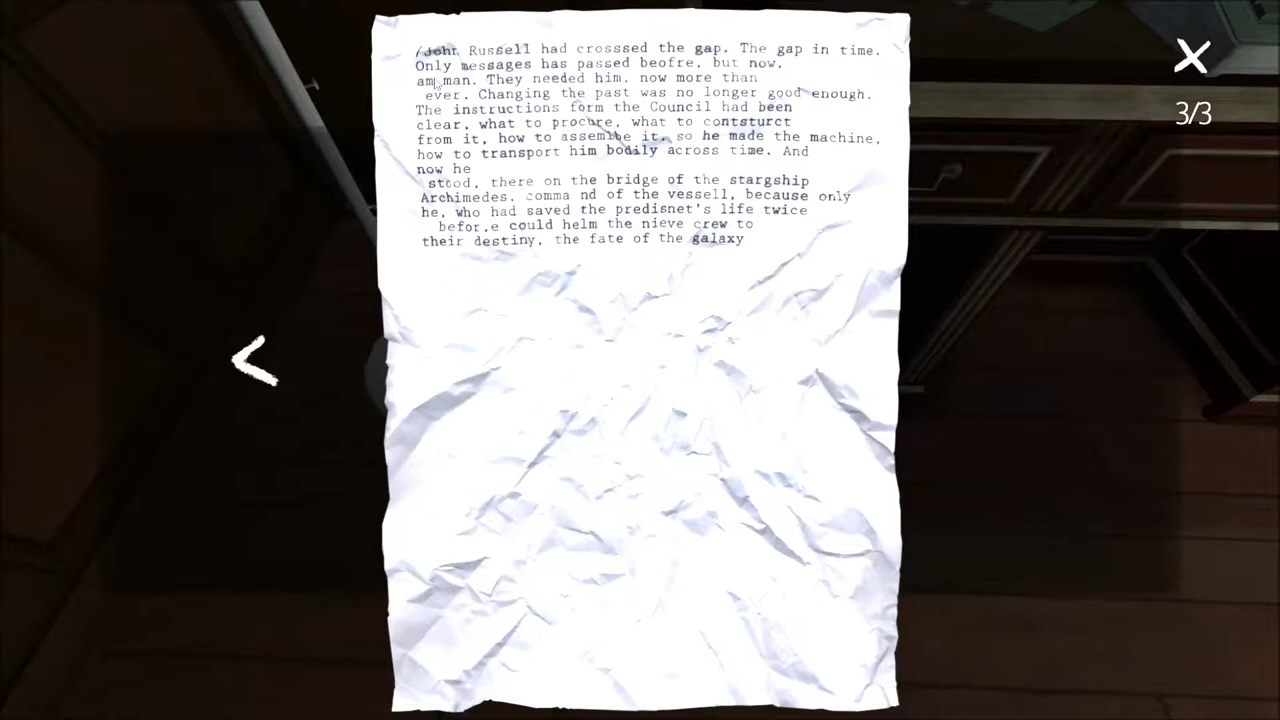 /John Russell had crosssed the gap. The gap in time.
Only messages has passed beofre, but now,
am man. They needed him, now more than
ever. Changing the past was no longer good enough.
The instructions form the Council had been
clear, what to procure, what to contsturct
from it, how to assemlbe it, so he made the machine,
how to transport him bodily across time. And
now he
stood, there on the bridge of the stargship
Archimedes, comma nd of the vessell, because only
he, who had saved the predisnet's life twice
befor,e could helm the nieve crew to
their destiny, the fate of the galaxy
3/3